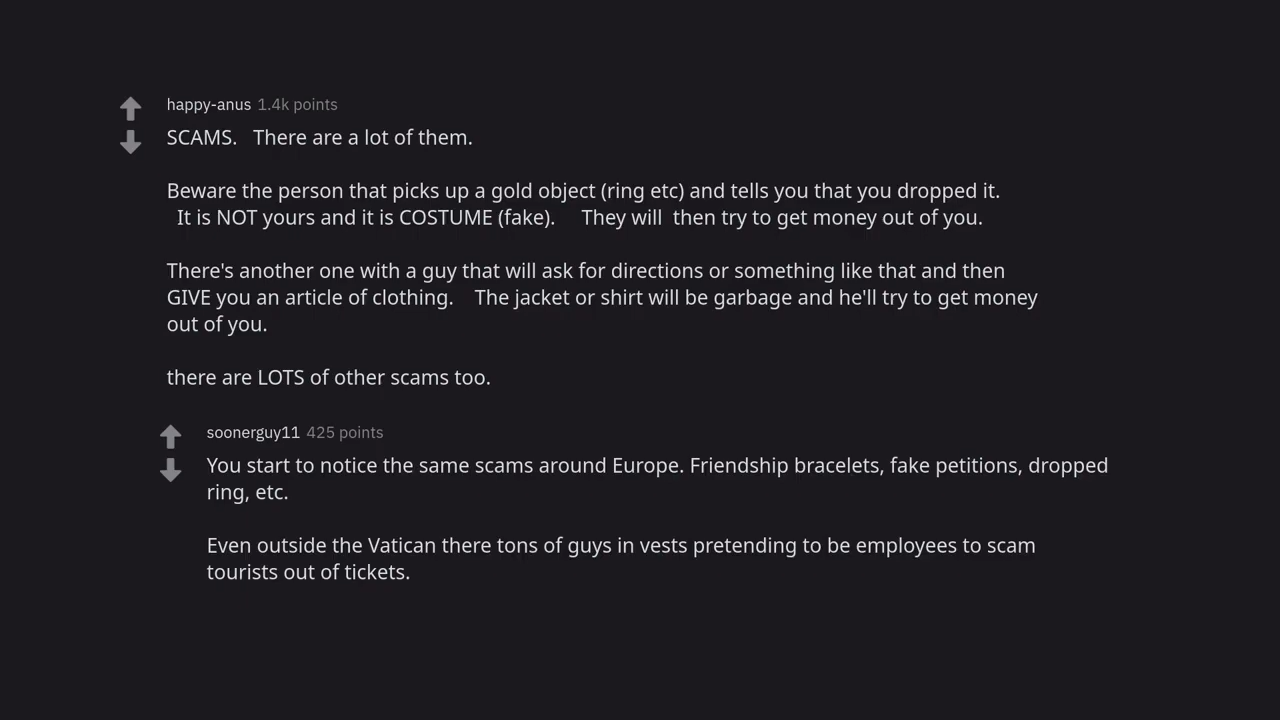 happy-anus 1.4k points
SCAMS.   There are a lot of them.
Beware the person that picks up a gold object (ring etc) and tells you that you dropped it.
It is NOT yours and it is COSTUME (fake).     They will  then try to get money out of you.
There's another one with a guy that will ask for directions or something like that and then
GIVE you an article of clothing.    The jacket or shirt will be garbage and he'll try to get money
out of you.
there are LOTS of other scams too.
soonerguy11 425 points
You start to notice the same scams around Europe. Friendship bracelets, fake petitions, dropped
ring, etc.
Even outside the Vatican there tons of guys in vests pretending to be employees to scam
tourists out of tickets.